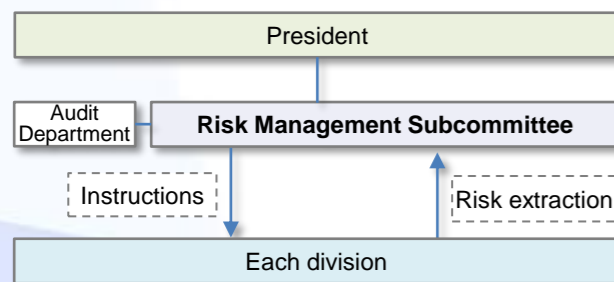 President
Audit
Department
Risk Management Subcommittee
Instructions
Risk extraction
Each division